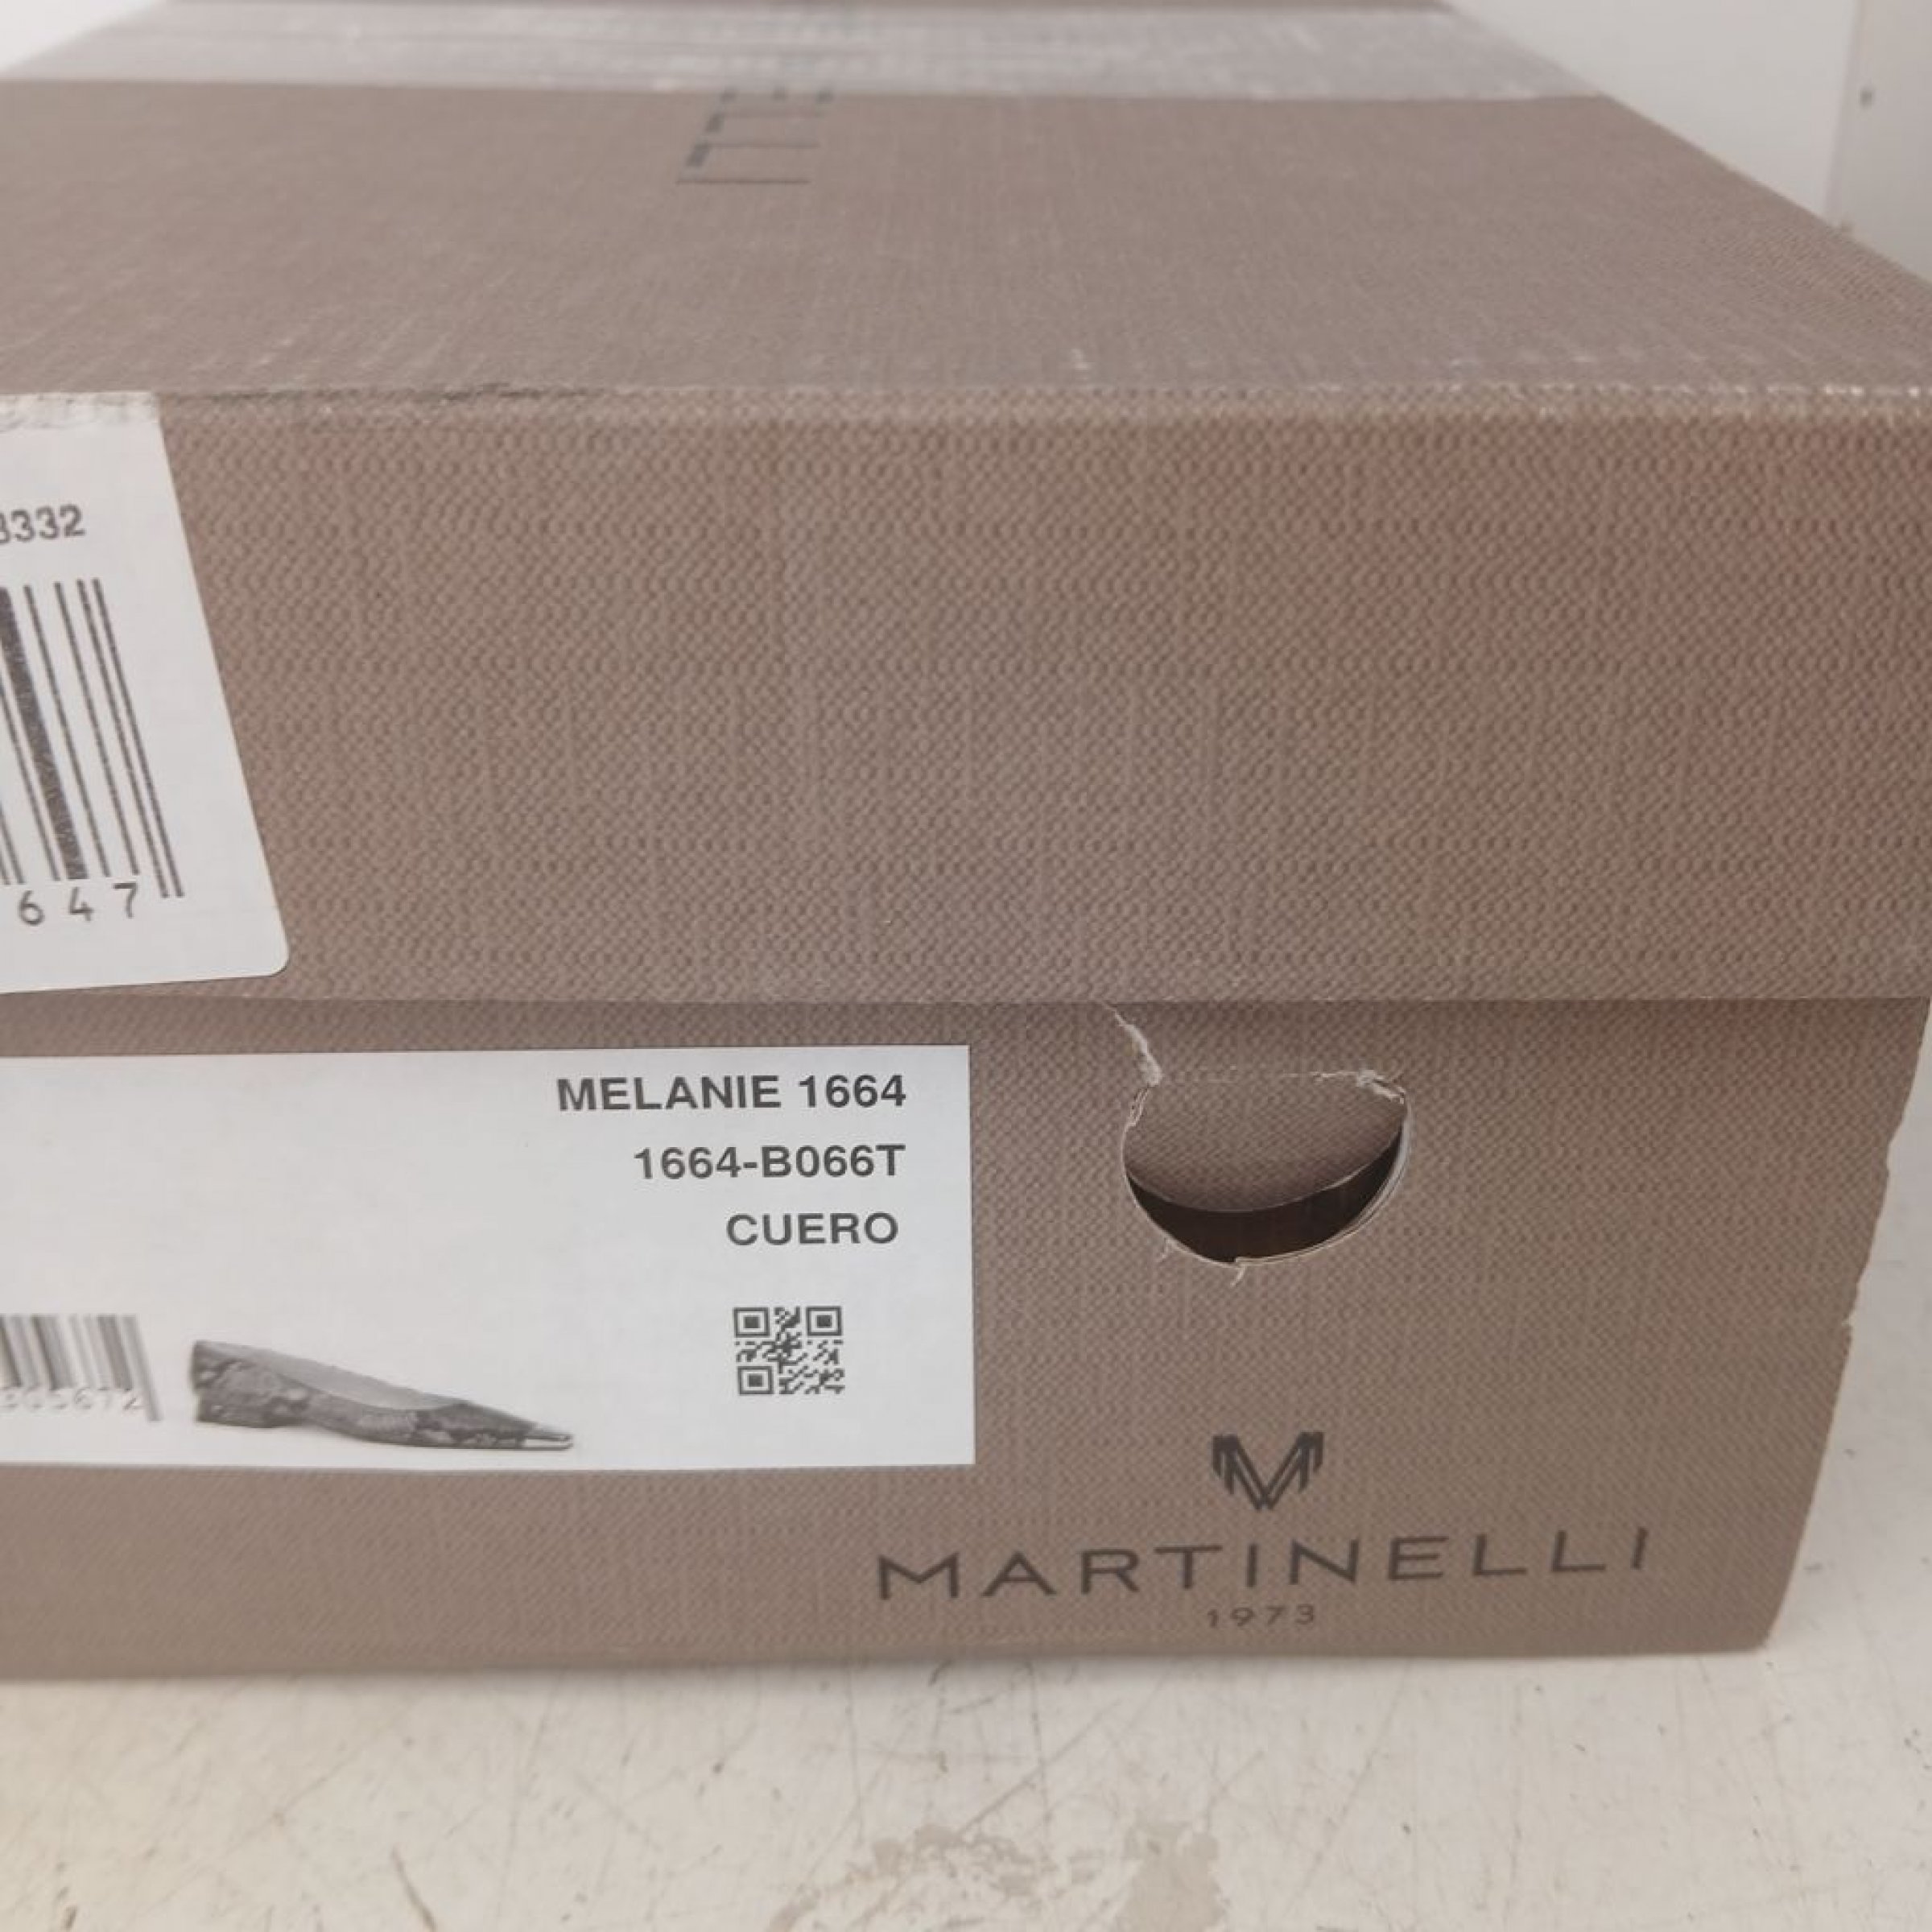 3332
647
MELANIE 1664
1664-B066T
CUERO
MARTINELLI
1973